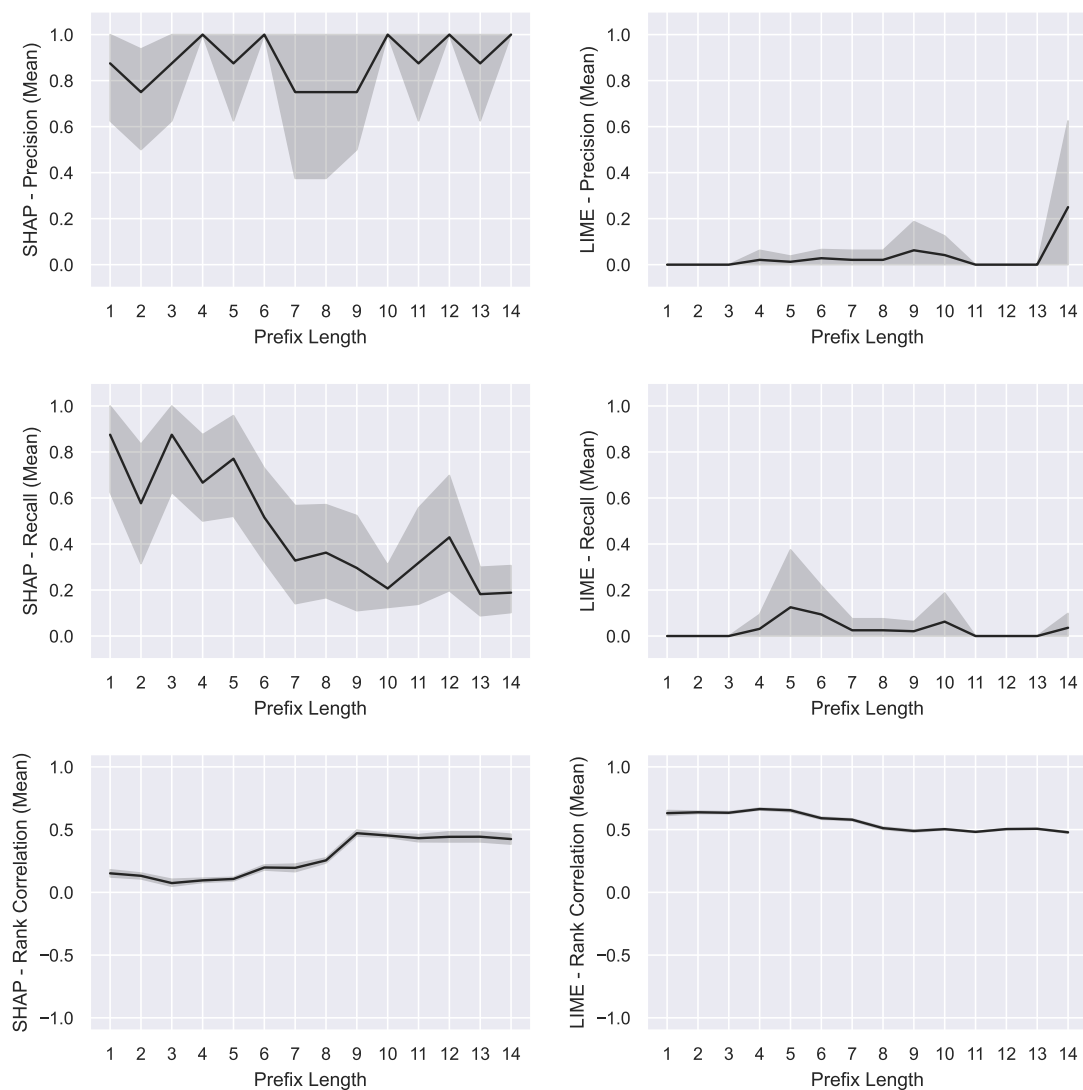 SHAP - Precision (Mean)
1.0
0.8
0.6
0.4
0.2
0.0
1 2 3 4 5 6 7 8 9 10 11 12 13 14
Prefix Length
LIME - Precision (Mean)
1.0
0.8
0.6
0.4
0.2
0.0
1 2 3 4 5 6 7 8 9 10 11 12 13 14
Prefix Length
SHAP - Recall (Mean)
1.0
0.8
0.6
0.4
0.2
0.0
1 2 3 4 5 6 7 8 9 10 11 12 13 14
Prefix Length
LIME - Recall (Mean)
1.0
0.8
0.6
0.4
0.2
0.0
1 2 3 4 5 6 7 8 9 10 11 12 13 14
Prefix Length
SHAP - Rank Correlation (Mean)
1.0
0.5
0.0
−0.5
−1.0
1 2 3 4 5 6 7 8 9 10 11 12 13 14
Prefix Length
LIME - Rank Correlation (Mean)
1.0
0.5
0.0
−0.5
−1.0
1 2 3 4 5 6 7 8 9 10 11 12 13 14
Prefix Length